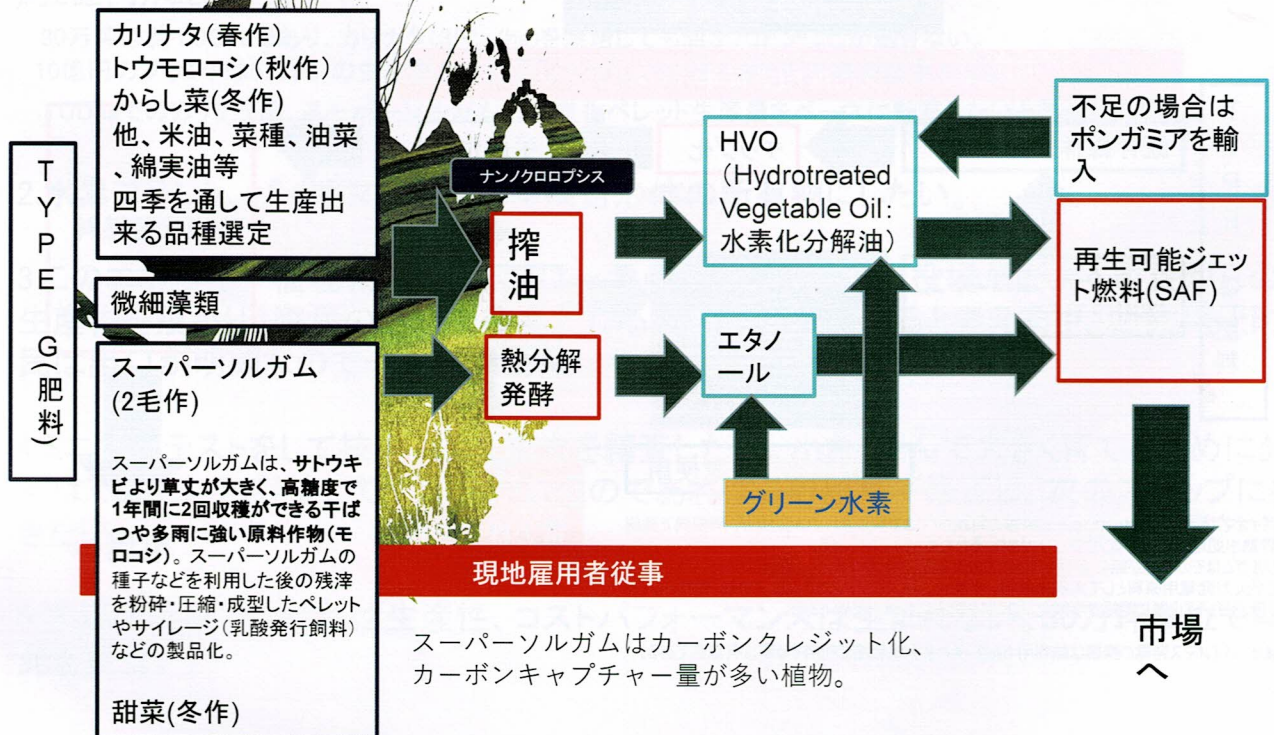 カリナタ(春作)
トウモロコシ(秋作)
からし菜(冬作)
他、米油、菜種、油菜
、綿実油等
四季を通して生産出
来る品種選定
TYPE G(肥料)
微細藻類
スーパーソルガム
(2毛作)
スーパーソルガムは、サトウキ
ビより草丈が大きく、高糖度で
1年間に2回収穫ができる干ば
つや多雨に強い原料作物(モ
ロコシ)。スーパーソルガムの
種子などを利用した後の残滓
を粉砕・圧縮・成型したペレット
やサイレージ(乳酸発行飼料)
などの製品化。
甜菜(冬作)
ナンノクロロプシス
搾
油
熱分解
発酵
HVO
(Hydrotreated
Vegetable Oil:
水素化分解油)
エタノ
ール
グリーン水素
不足の場合は
ポンガミアを輸
入
再生可能ジェッ
ト燃料(SAF)
現地雇用者従事
スーパーソルガムはカーボンクレジット化、
カーボンキャプチャー量が多い植物。
市場
へ